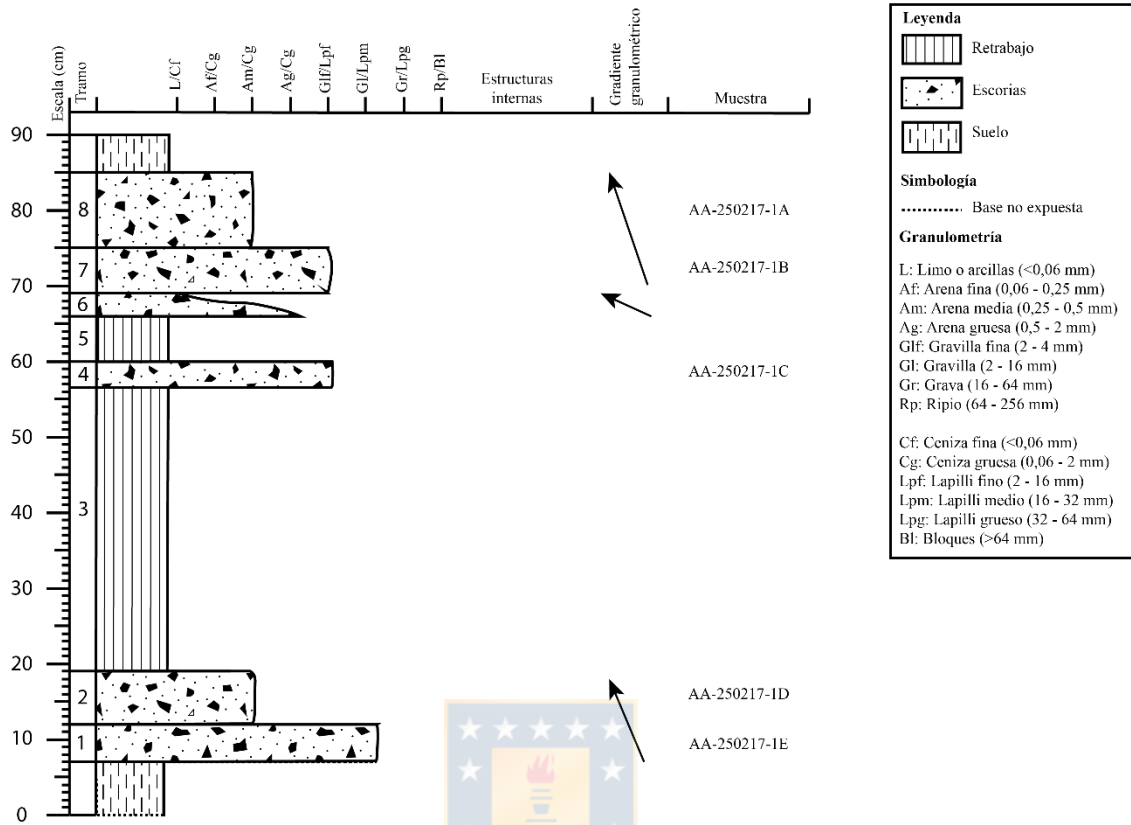 Escala (cm)
Tramo
L/Cf
Af/Cg
Am/Cg
Ag/Cg
Glf/Lpf
Gl/Lpm
Gr/Lpg
Rp/Bl
Estructuras
internas
Gradiente
granulométrico
Muestra
90
80
8
AA-250217-1A
7
AA-250217-1B
70
6
5
60
4
AA-250217-1C
50
40
3
30
20
2
AA-250217-1D
10
1
AA-250217-1E
0
Leyenda
Retrabajo
Escorias
Suelo
Simbología
Base no expuesta
Granulometría
L: Limo o arcillas (<0,06 mm)
Af: Arena fina (0,06 - 0,25 mm)
Am: Arena media (0,25 - 0,5 mm)
Ag: Arena gruesa (0,5 - 2 mm)
Glf: Gravilla fina (2 - 4 mm)
Gl: Gravilla (2 - 16 mm)
Gr: Grava (16 - 64 mm)
Rp: Ripio (64 - 256 mm)
Cf: Ceniza fina (<0,06 mm)
Cg: Ceniza gruesa (0,06 - 2 mm)
Lpf: Lapilli fino (2 - 16 mm)
Lpm: Lapilli medio (16 - 32 mm)
Lpg: Lapilli grueso (32 - 64 mm)
Bl: Bloques (>64 mm)